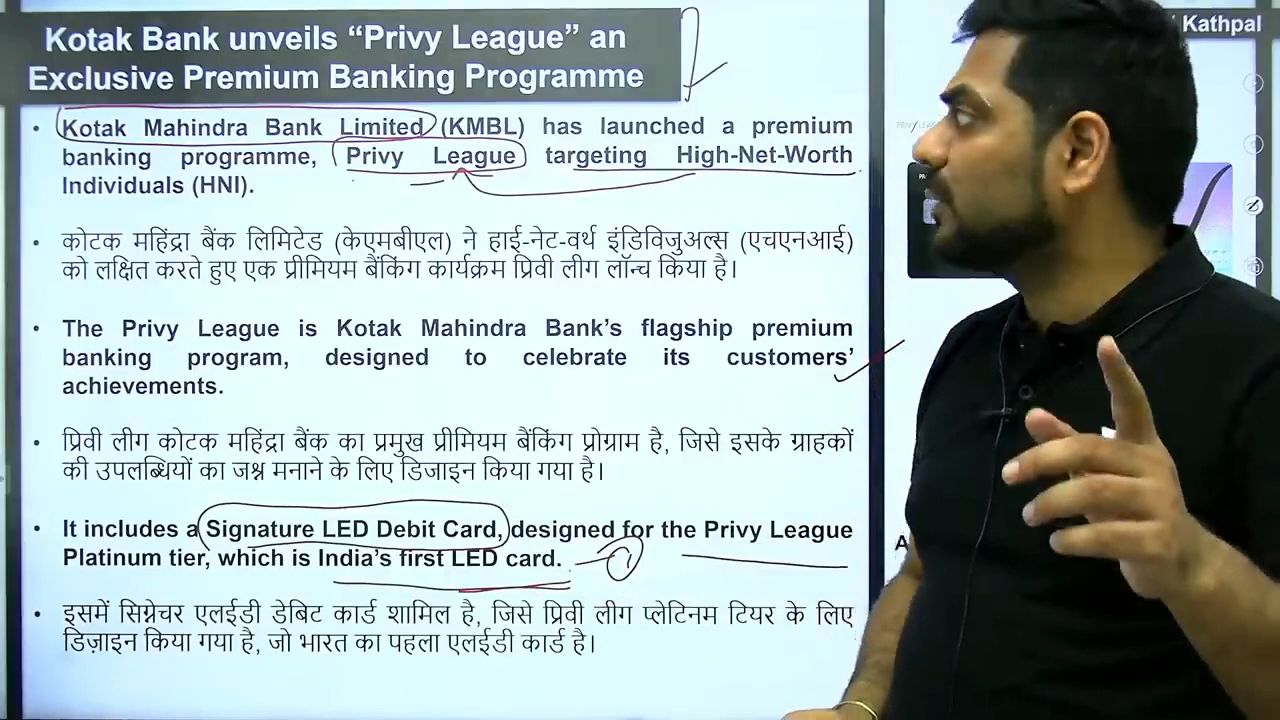 Kotak Bank unveils “Privy League” an
Exclusive Premium Banking Programme
Kathpal
• Kotak Mahindra Bank Limited (KMBL) has launched a premium
banking programme, Privy League targeting High-Net-Worth
Individuals (HNI).
• कोटक महिंद्रा बैंक लिमिटेड (केएमबीएल) ने हाई-नेट-वर्थ इंडिविजुअल्स (एचएनआई)
को लक्षित करते हुए एक प्रीमियम बैंकिंग कार्यक्रम प्रिवी लीग लॉन्च किया है।
• The Privy League is Kotak Mahindra Bank’s flagship premium
banking program, designed to celebrate its customers’
achievements.
• प्रिवी लीग कोटक महिंद्रा बैंक का प्रमुख प्रीमियम बैंकिंग प्रोग्राम है, जिसे इसके ग्राहकों
की उपलब्धियों का जश्न मनाने के लिए डिजाइन किया गया है।
• It includes a Signature LED Debit Card, designed for the Privy League
Platinum tier, which is India’s first LED card.
• इसमें सिग्नेचर एलईडी डेबिट कार्ड शामिल है, जिसे प्रिवी लीग प्लेटिनम टियर के लिए
डिज़ाइन किया गया है, जो भारत का पहला एलईडी कार्ड है।